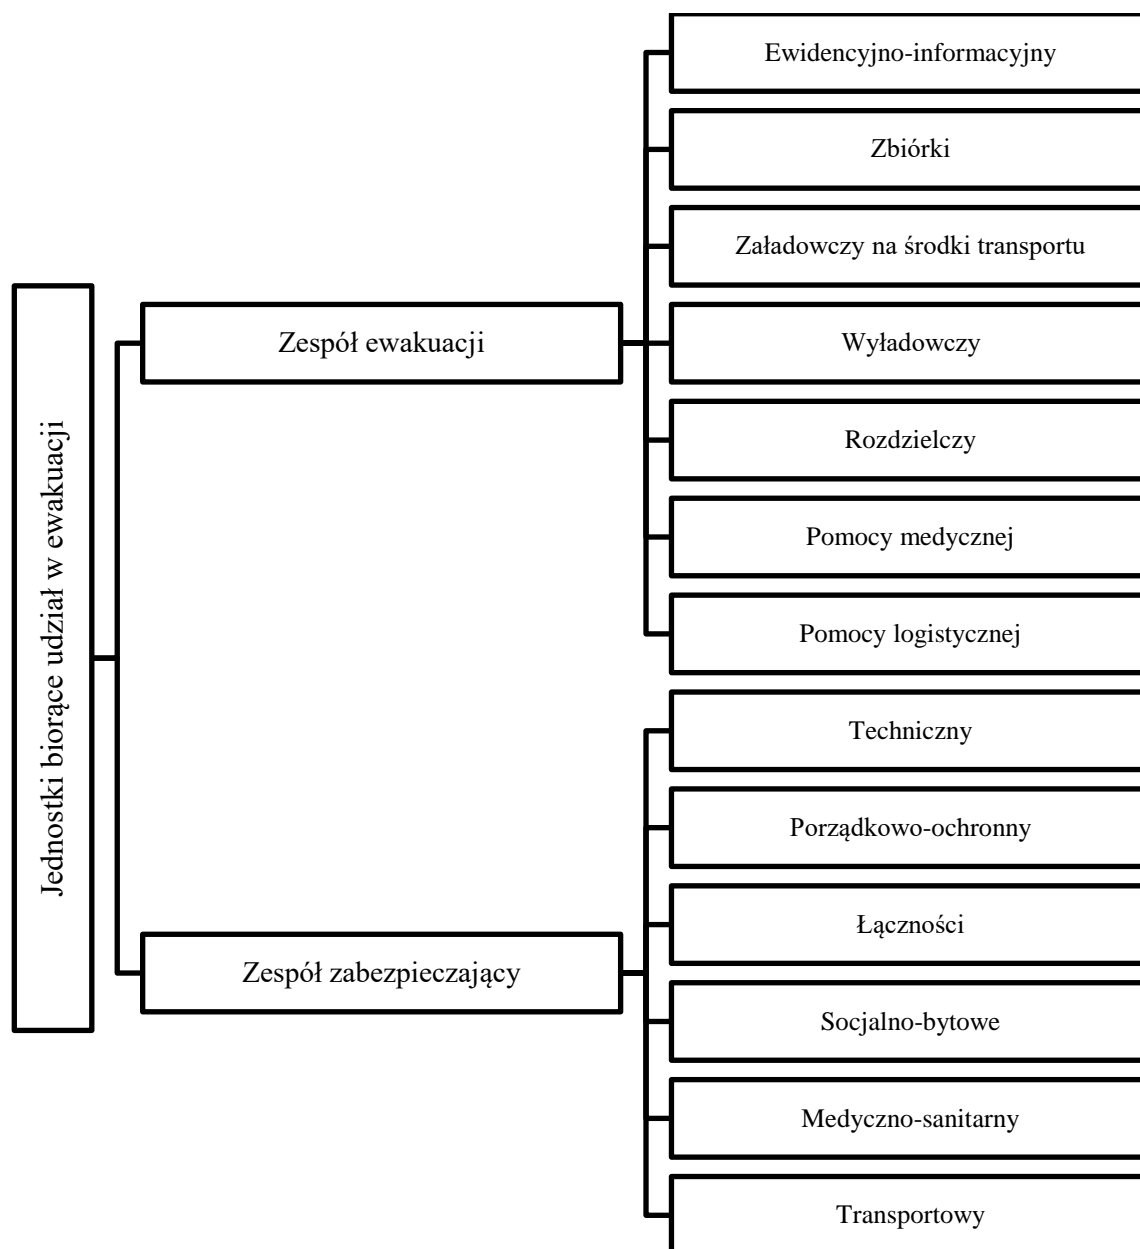 Jednostki biorące udział w ewakuacji
Zespół ewakuacji
Ewidencyjno-informacyjny
Zbiórki
Załadowczy na środki transportu
Wyładowczy
Rozdzielczy
Pomocy medycznej
Pomocy logistycznej
Zespół zabezpieczający
Techniczny
Porządkowo-ochronny
Łączności
Socjalno-bytowe
Medyczno-sanitarny
Transportowy